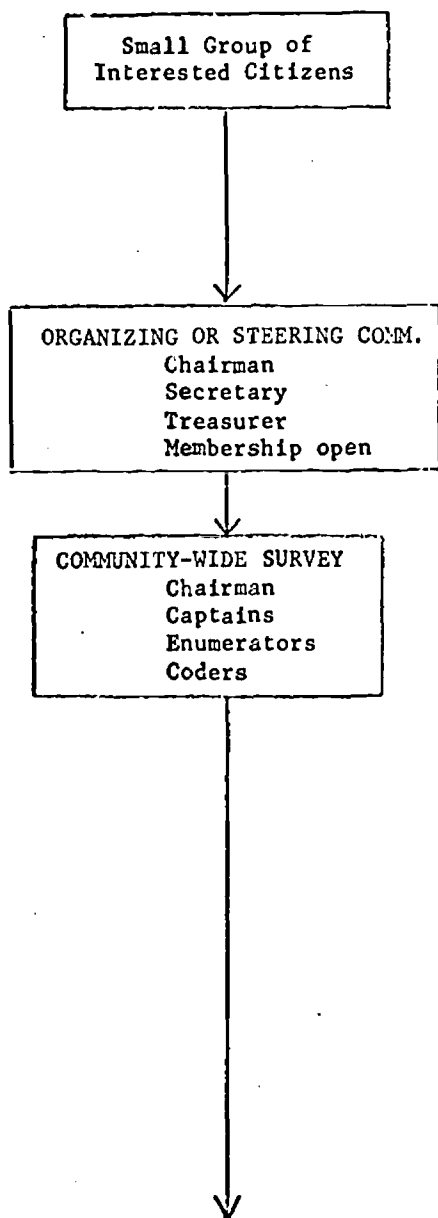 Small Group of
Interested Citizens
ORGANIZING OR STEERING COMM.
Chairman
Secretary
Treasurer
Membership open
COMMUNITY-WIDE SURVEY
Chairman
Captains
Enumerators
Coders